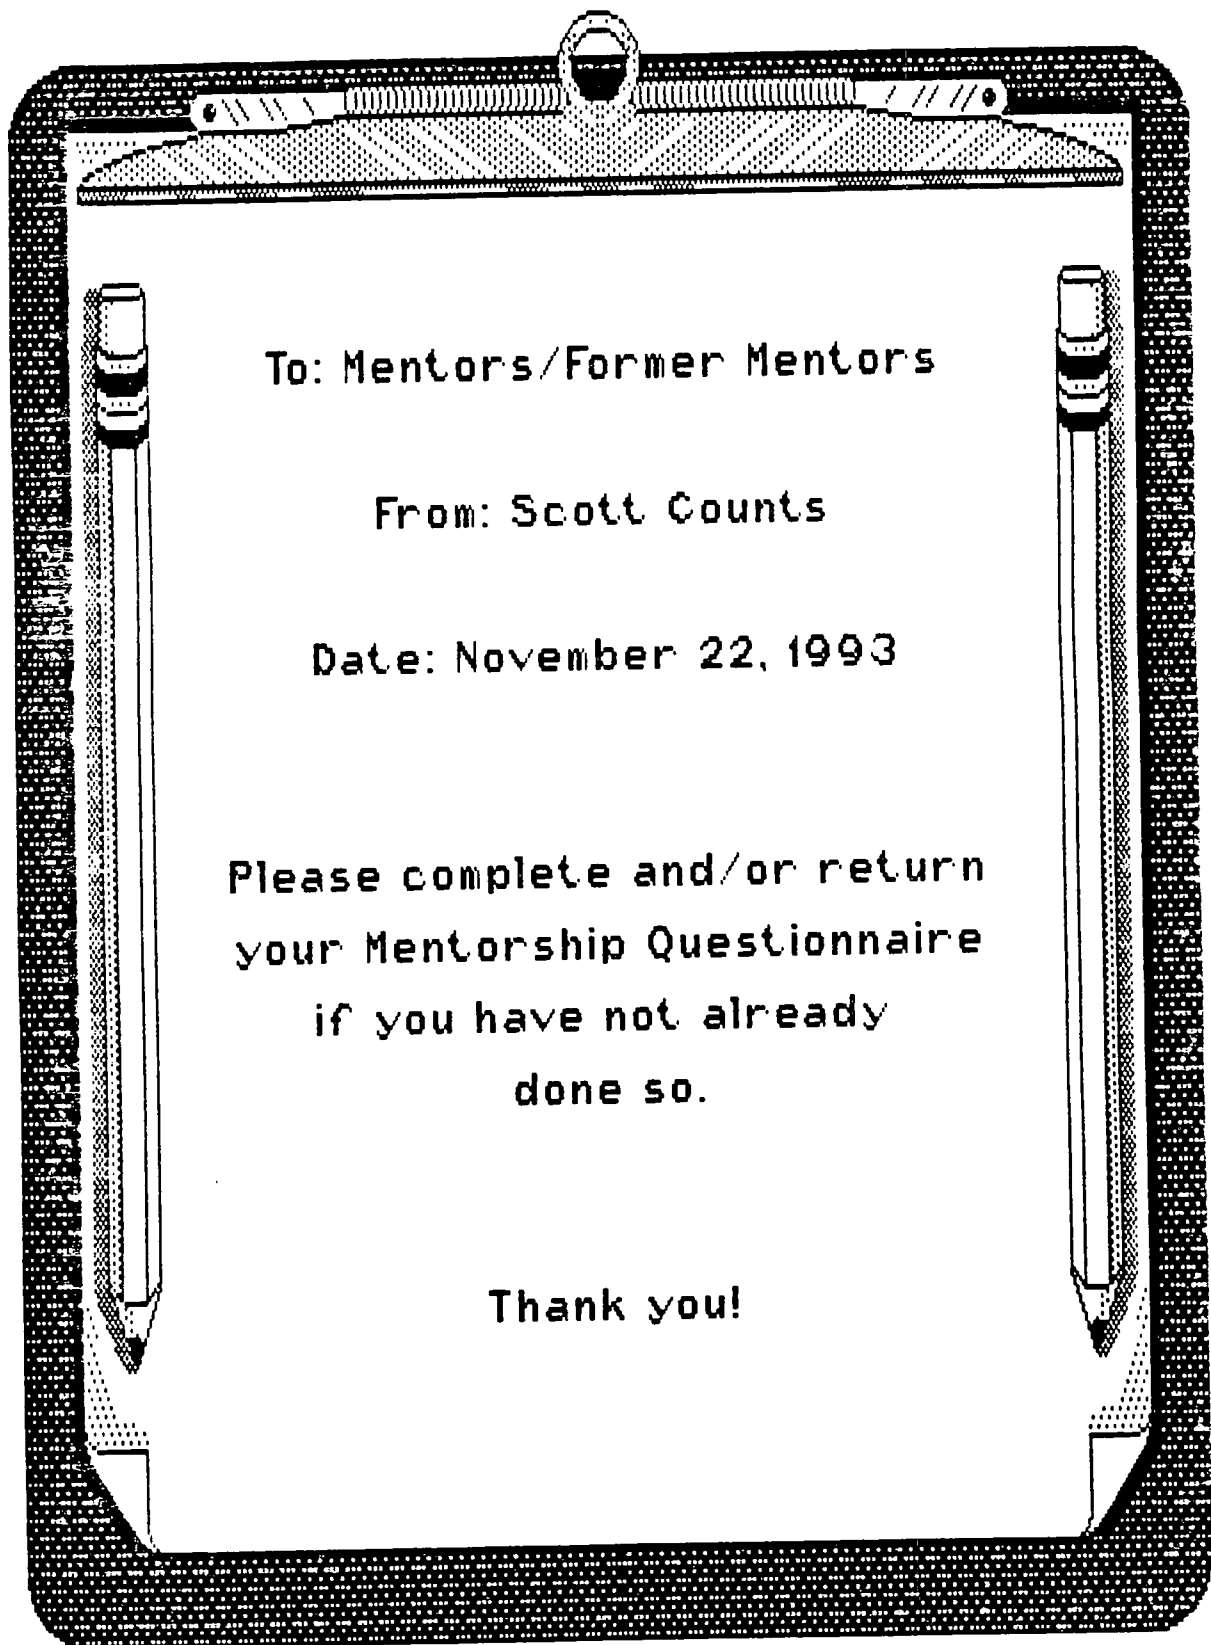 To: Mentors/Former Mentors
From: Scott Counts
Date: November 22, 1993
Please complete and/or return
your Mentorship Questionnaire
if you have not already
done so.
Thank you!